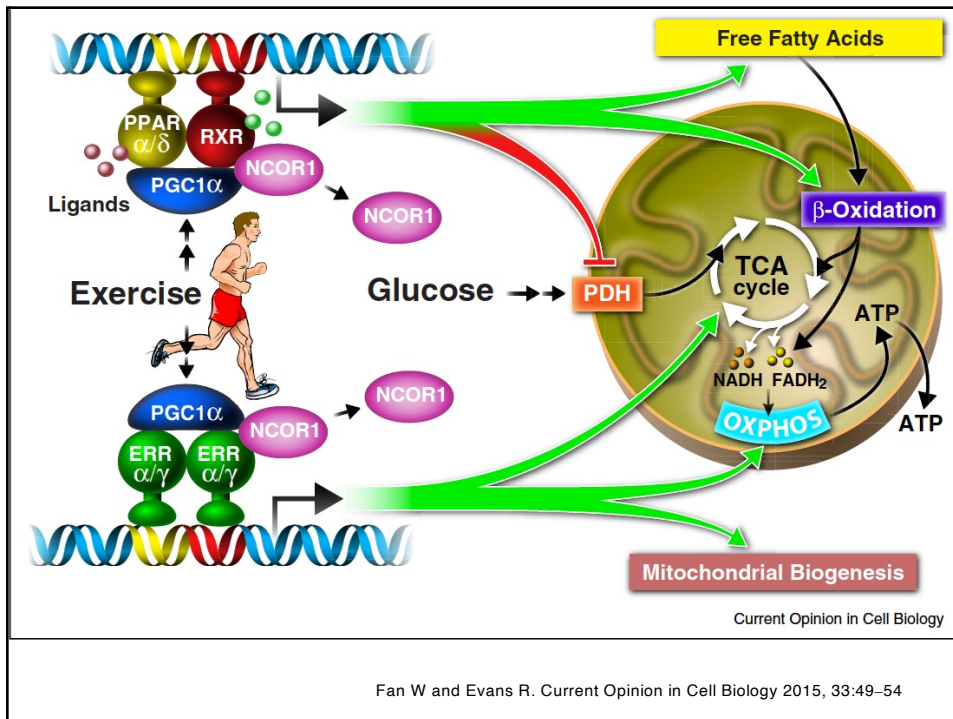 Free Fatty Acids
PPAR
α/δ
RXR
NCOR1
PGC1α
Ligands
NCOR1
β-Oxidation
Exercise
Glucose
PDH
TCA
cycle
ATP
NADH FADH₂
OXPHOS
ATP
NCOR1
PGC1α
NCOR1
ERR
α/γ
ERR
α/γ
Mitochondrial Biogenesis
Current Opinion in Cell Biology
Fan W and Evans R. Current Opinion in Cell Biology 2015, 33:49–54